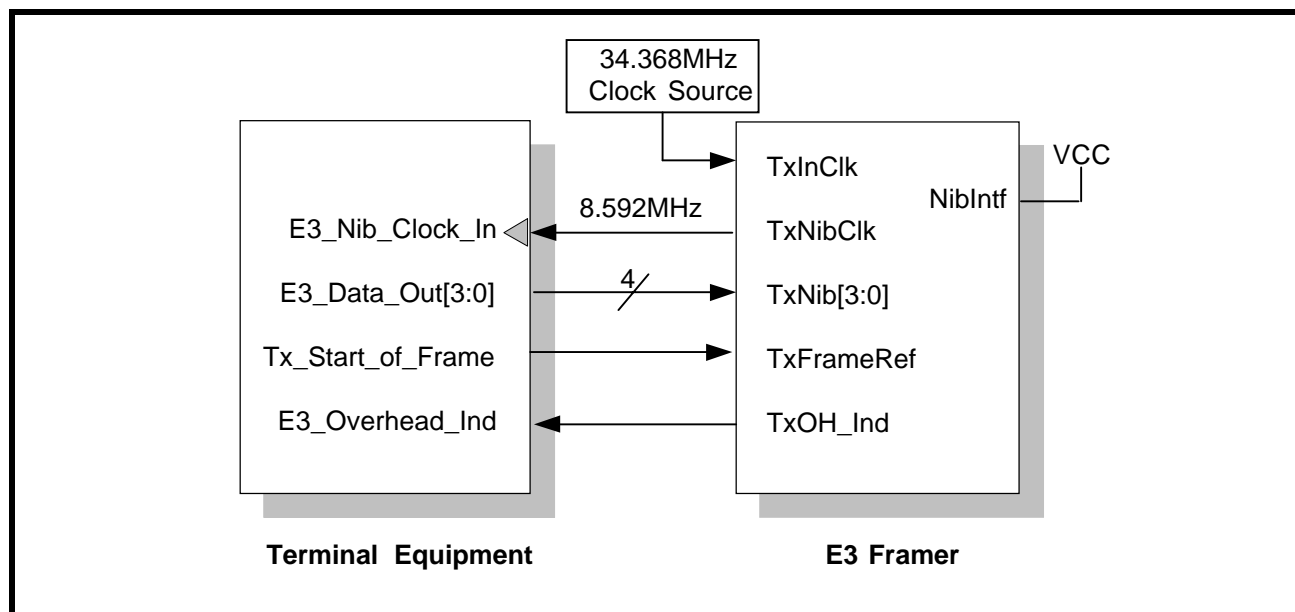 34.368MHz
Clock Source
VCC
TxInClk
NibIntf
8.592MHz
E3_Nib_Clock_In
TxNibClk
4
E3_Data_Out[3:0]
TxNib[3:0]
Tx_Start_of_Frame
TxFrameRef
E3_Overhead_Ind
TxOH_Ind
Terminal Equipment
E3 Framer